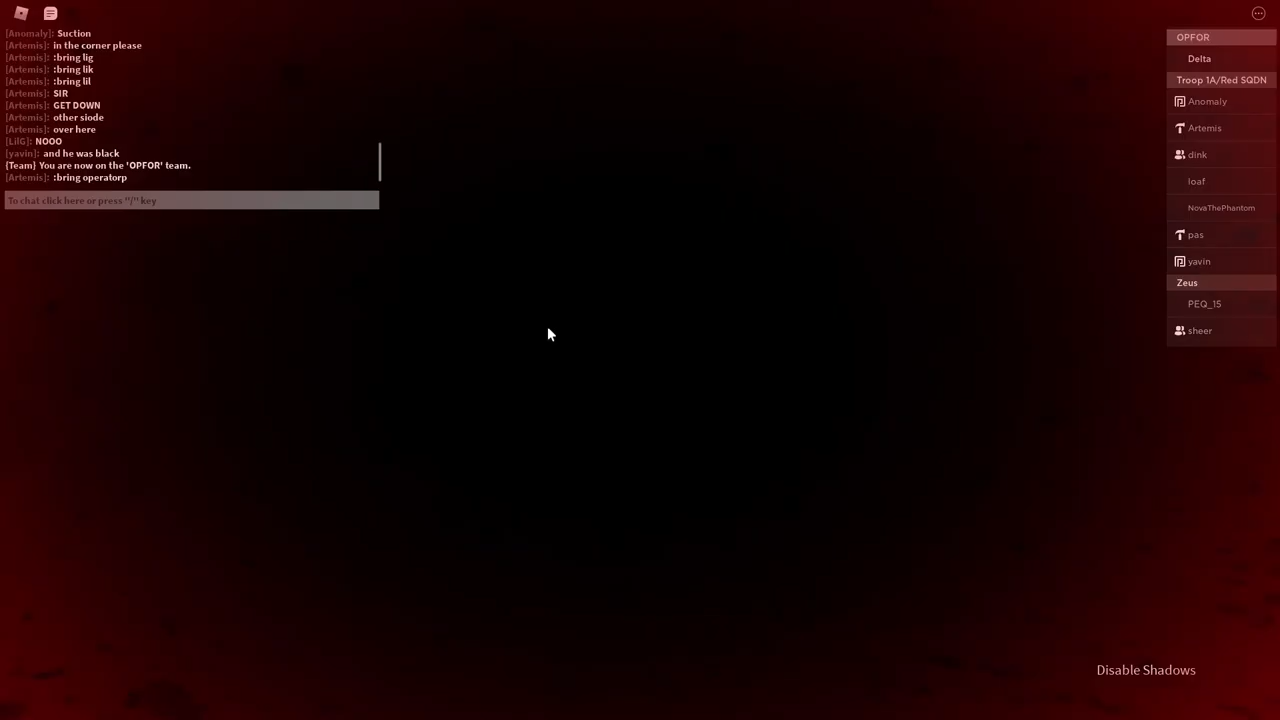 [Anomaly]: Suction
[Artemis]: in the corner please
[Artemis]: :bring lig
[Artemis]: :bring lik
[Artemis]: :bring lil
[Artemis]: SIR
[Artemis]: GET DOWN
[Artemis]: other siode
[Artemis]: over here
[LilG]: NOOO
[yavin]: and he was black
{Team} You are now on the 'OPFOR' team.
[Artemis]: :bring operatorp
To chat click here or press "/" key
OPFOR
Delta
Troop 1A/Red SQDN
Anomaly
Artemis
dink
loaf
NovaThePhantom
pas
yavin
Zeus
PEQ_15
sheer
Disable Shadows